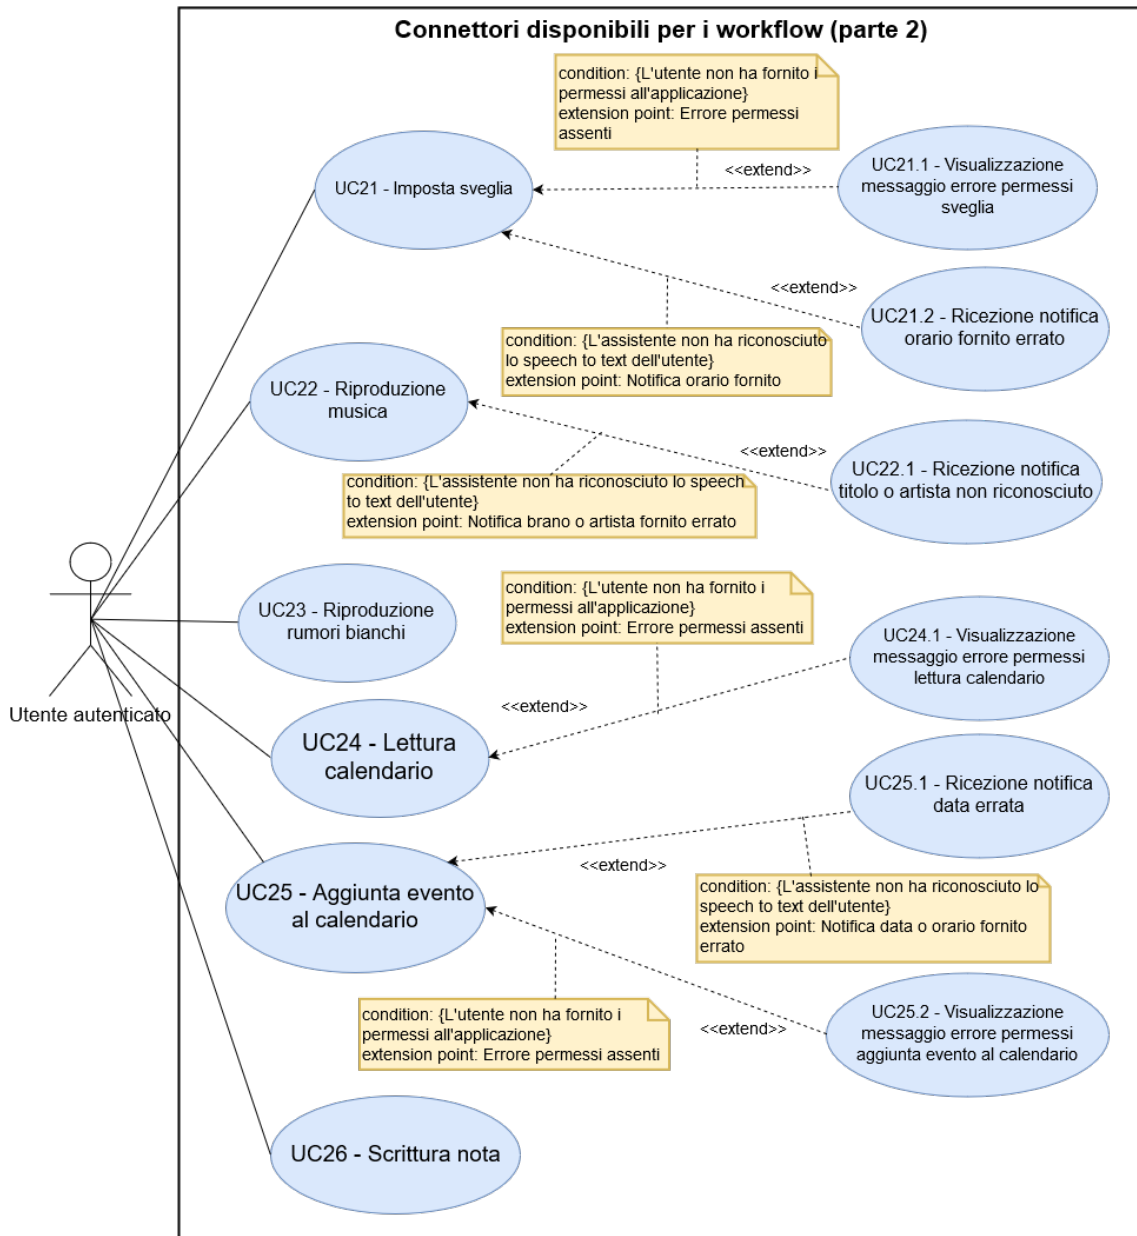 Connettori disponibili per i workflow (parte 2)
condition: {L'utente non ha fornito i
permessi all'applicazione}
extension point: Errore permessi
assenti
UC21 - Imposta sveglia
<<extend>>
UC21.1 - Visualizzazione
messaggio errore permessi
sveglia
<<extend>>
UC21.2 - Ricezione notifica
orario fornito errato
condition: {L'assistente non ha riconosciuto
lo speech to text dell'utente}
extension point: Notifica orario fornito
UC22 - Riproduzione
musica
<<extend>>
UC22.1 - Ricezione notifica
titolo o artista non riconosciuto
condition: {L'assistente non ha riconosciuto lo speech
to text dell'utente}
extension point: Notifica brano o artista fornito errato
UC23 - Riproduzione
rumori bianchi
condition: {L'utente non ha fornito i
permessi all'applicazione}
extension point: Errore permessi assenti
UC24.1 - Visualizzazione
messaggio errore permessi
lettura calendario
Utente autenticato
<<extend>>
UC24 - Lettura
calendario
UC25.1 - Ricezione notifica
data errata
<<extend>>
UC25 - Aggiunta evento
al calendario
condition: {L'assistente non ha riconosciuto lo
speech to text dell'utente}
extension point: Notifica data o orario fornito
errato
condition: {L'utente non ha fornito i
permessi all'applicazione}
extension point: Errore permessi assenti
<<extend>>
UC25.2 - Visualizzazione
messaggio errore permessi
aggiunta evento al calendario
UC26 - Scrittura nota